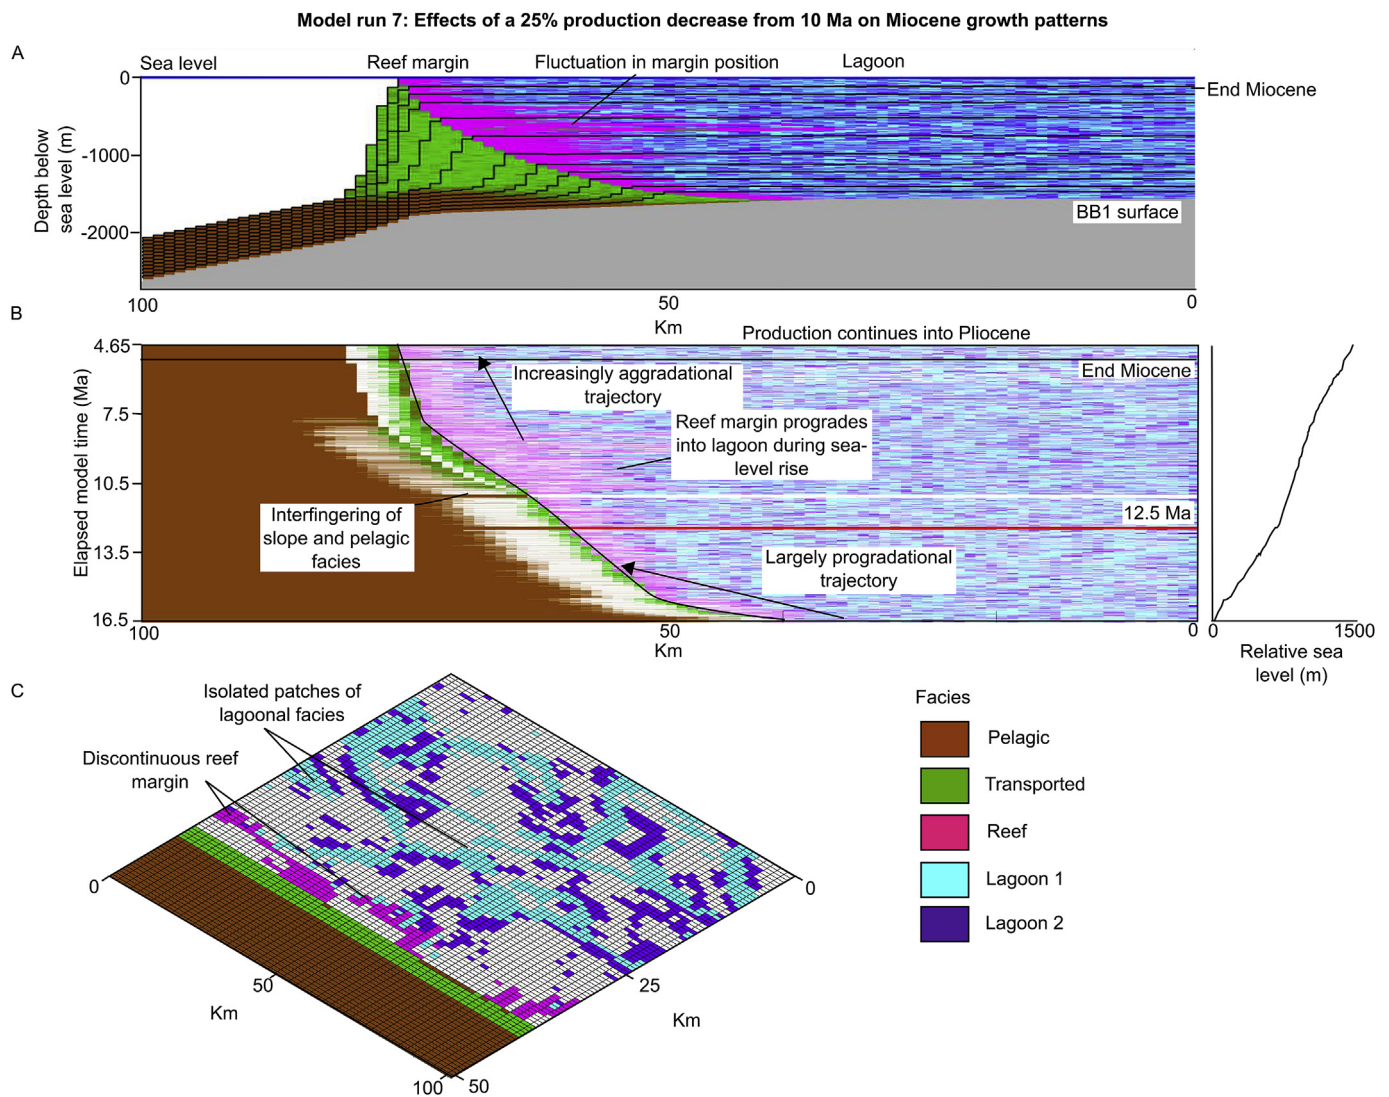 Model run 7: Effects of a 25% production decrease from 10 Ma on Miocene growth patterns
A
Sea level
Reef margin
Fluctuation in margin position
Lagoon
0
-1000
-2000
Depth below
sea level (m)
End Miocene
BB1 surface
100
50
0
Km
B
Production continues into Pliocene
4.65
7.5
10.5
13.5
16.5
Elapsed model time (Ma)
End Miocene
Increasingly aggradational
trajectory
Reef margin progrades
into lagoon during sea-
level rise
12.5 Ma
Interfingering of
slope and pelagic
facies
Largely progradational
trajectory
100
50
0
Km
0
1500
Relative sea
level (m)
C
Isolated patches of
lagoonal facies
Discontinuous reef
margin
0
50
100
Km
0
25
50
Km
Facies
Pelagic
Transported
Reef
Lagoon 1
Lagoon 2